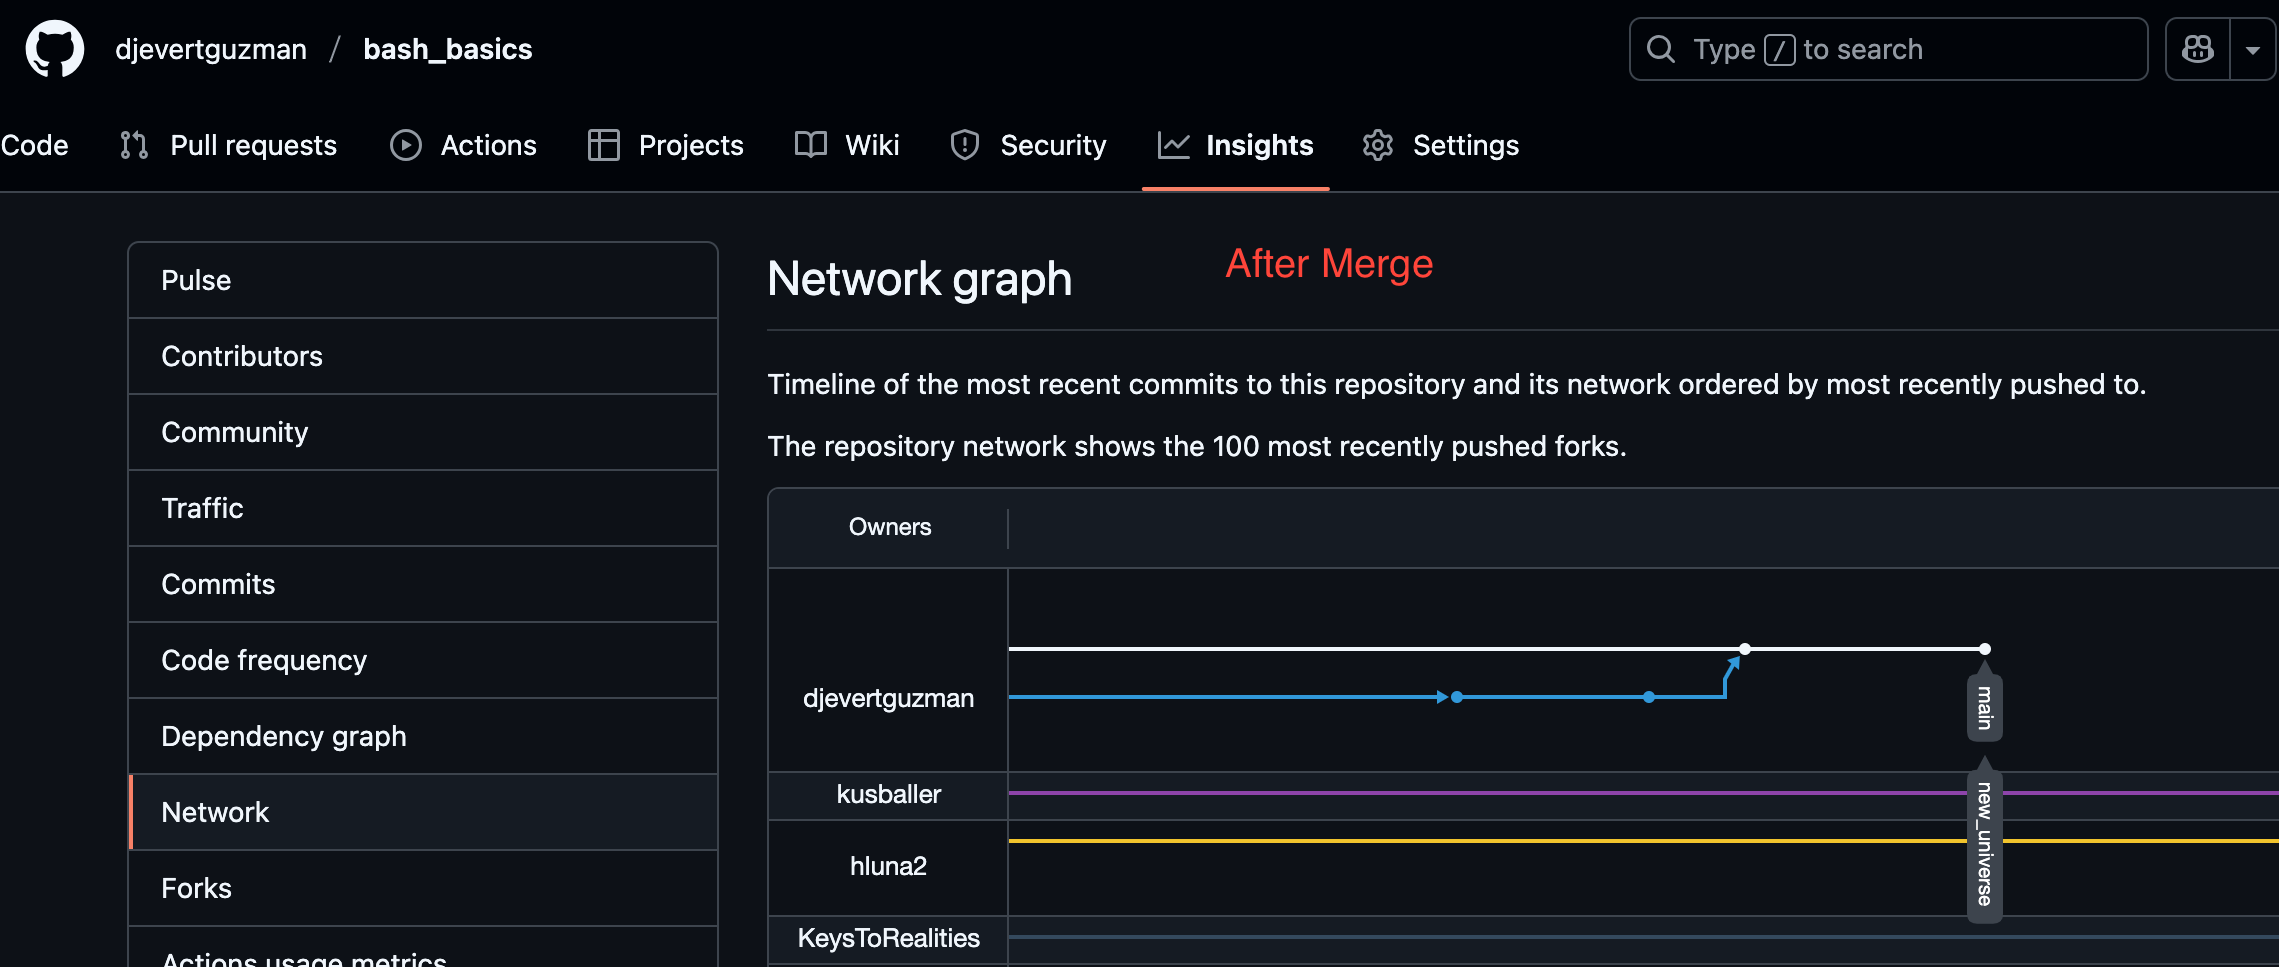 djevertguzman / bash_basics
Type / to search
Code Pull requests Actions Projects Wiki Security Insights Settings
Pulse
Contributors
Community
Traffic
Commits
Code frequency
Dependency graph
Network
Forks
Actions usage metrics
Network graph
After Merge
Timeline of the most recent commits to this repository and its network ordered by most recently pushed to.
The repository network shows the 100 most recently pushed forks.
Owners
djevertguzman
main
new_universe
kusballer
hluna2
KeysToRealities